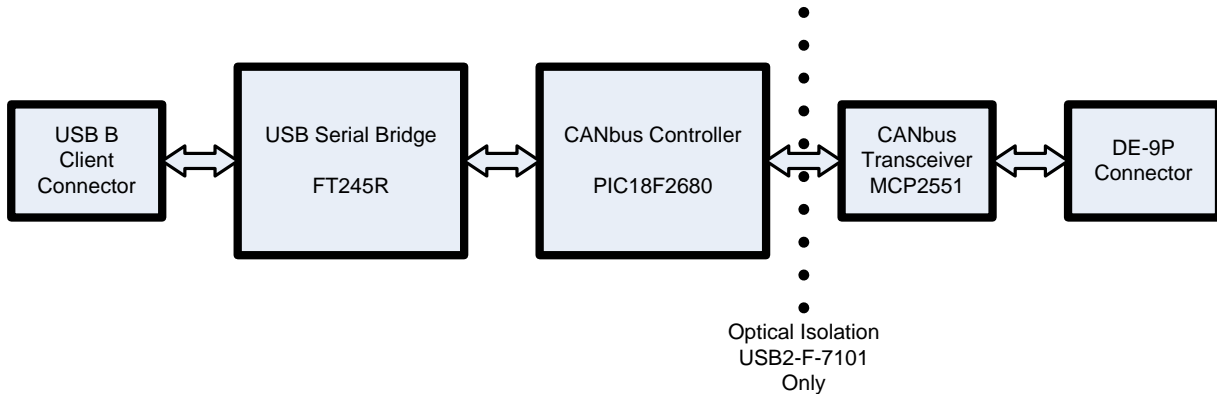 USB B
Client
Connector
USB Serial Bridge
FT245R
CANbus Controller
PIC18F2680
CANbus
Transceiver
MCP2551
DE-9P
Connector
Optical Isolation
USB2-F-7101
Only